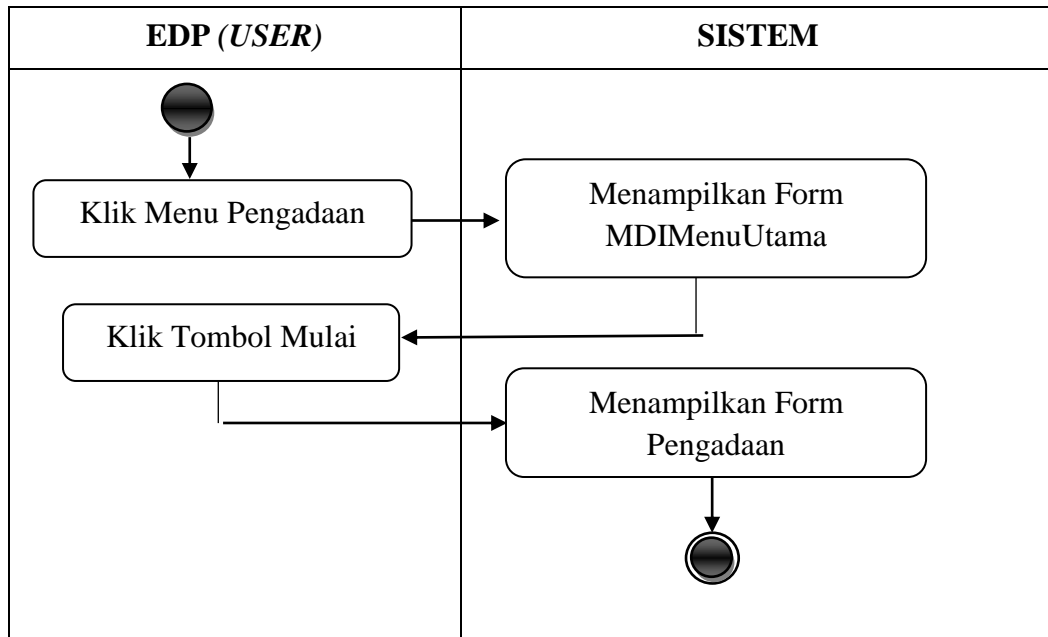 EDP (USER)
SISTEM
Klik Menu Pengadaan
Menampilkan Form
MDIMenuUtama
Klik Tombol Mulai
Menampilkan Form
Pengadaan